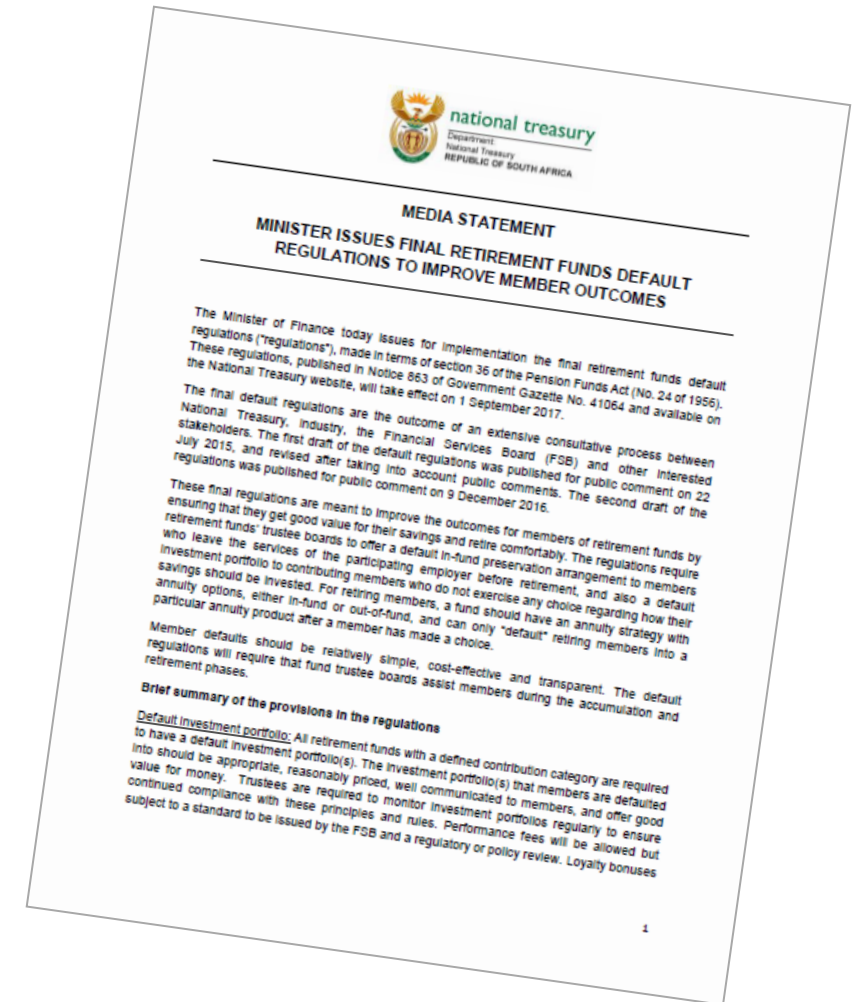 national treasury
Department:
National Treasury
REPUBLIC OF SOUTH AFRICA
MEDIA STATEMENT
MINISTER ISSUES FINAL RETIREMENT FUNDS DEFAULT
REGULATIONS TO IMPROVE MEMBER OUTCOMES
The Minister of Finance today issues for implementation the final retirement funds default
regulations ("regulations"), made in terms of section 36 of the Pension Funds Act (No. 24 of 1956).
These regulations, published in Notice 863 of Government Gazette No. 41064 and available on
the National Treasury website, will take effect on 1 September 2017.
The final default regulations are the outcome of an extensive consultative process between
National Treasury, industry, the Financial Services Board (FSB) and other interested
stakeholders. The first draft of the default regulations was published for public comment on 22
July 2015, and revised after taking into account public comments. The second draft of the
regulations was published for public comment on 9 December 2016.
These final regulations are meant to improve the outcomes for members of retirement funds by
ensuring that they get good value for their savings and retire comfortably. The regulations require
retirement funds' trustee boards to offer a default in-fund preservation arrangement to members
who leave the services of the participating employer before retirement, and also a default
investment portfolio to contributing members who do not exercise any choice regarding how their
savings should be invested. For retiring members, a fund should have an annuity strategy with
annuity options, either in-fund or out-of-fund, and can only "default" retiring members into a
particular annuity product after a member has made a choice.
Member defaults should be relatively simple, cost-effective and transparent. The default
regulations will require that fund trustee boards assist members during the accumulation and
retirement phases.
Brief summary of the provisions in the regulations
Default investment portfolio: All retirement funds with a defined contribution category are required
to have a default investment portfolio(s). The investment portfolio(s) that members are defaulted
into should be appropriate, reasonably priced, well communicated to members, and offer good
value for money. Trustees are required to monitor investment portfolios regularly to ensure
continued compliance with these principles and rules. Performance fees will be allowed but
subject to a standard to be issued by the FSB and a regulatory or policy review. Loyalty bonuses
1